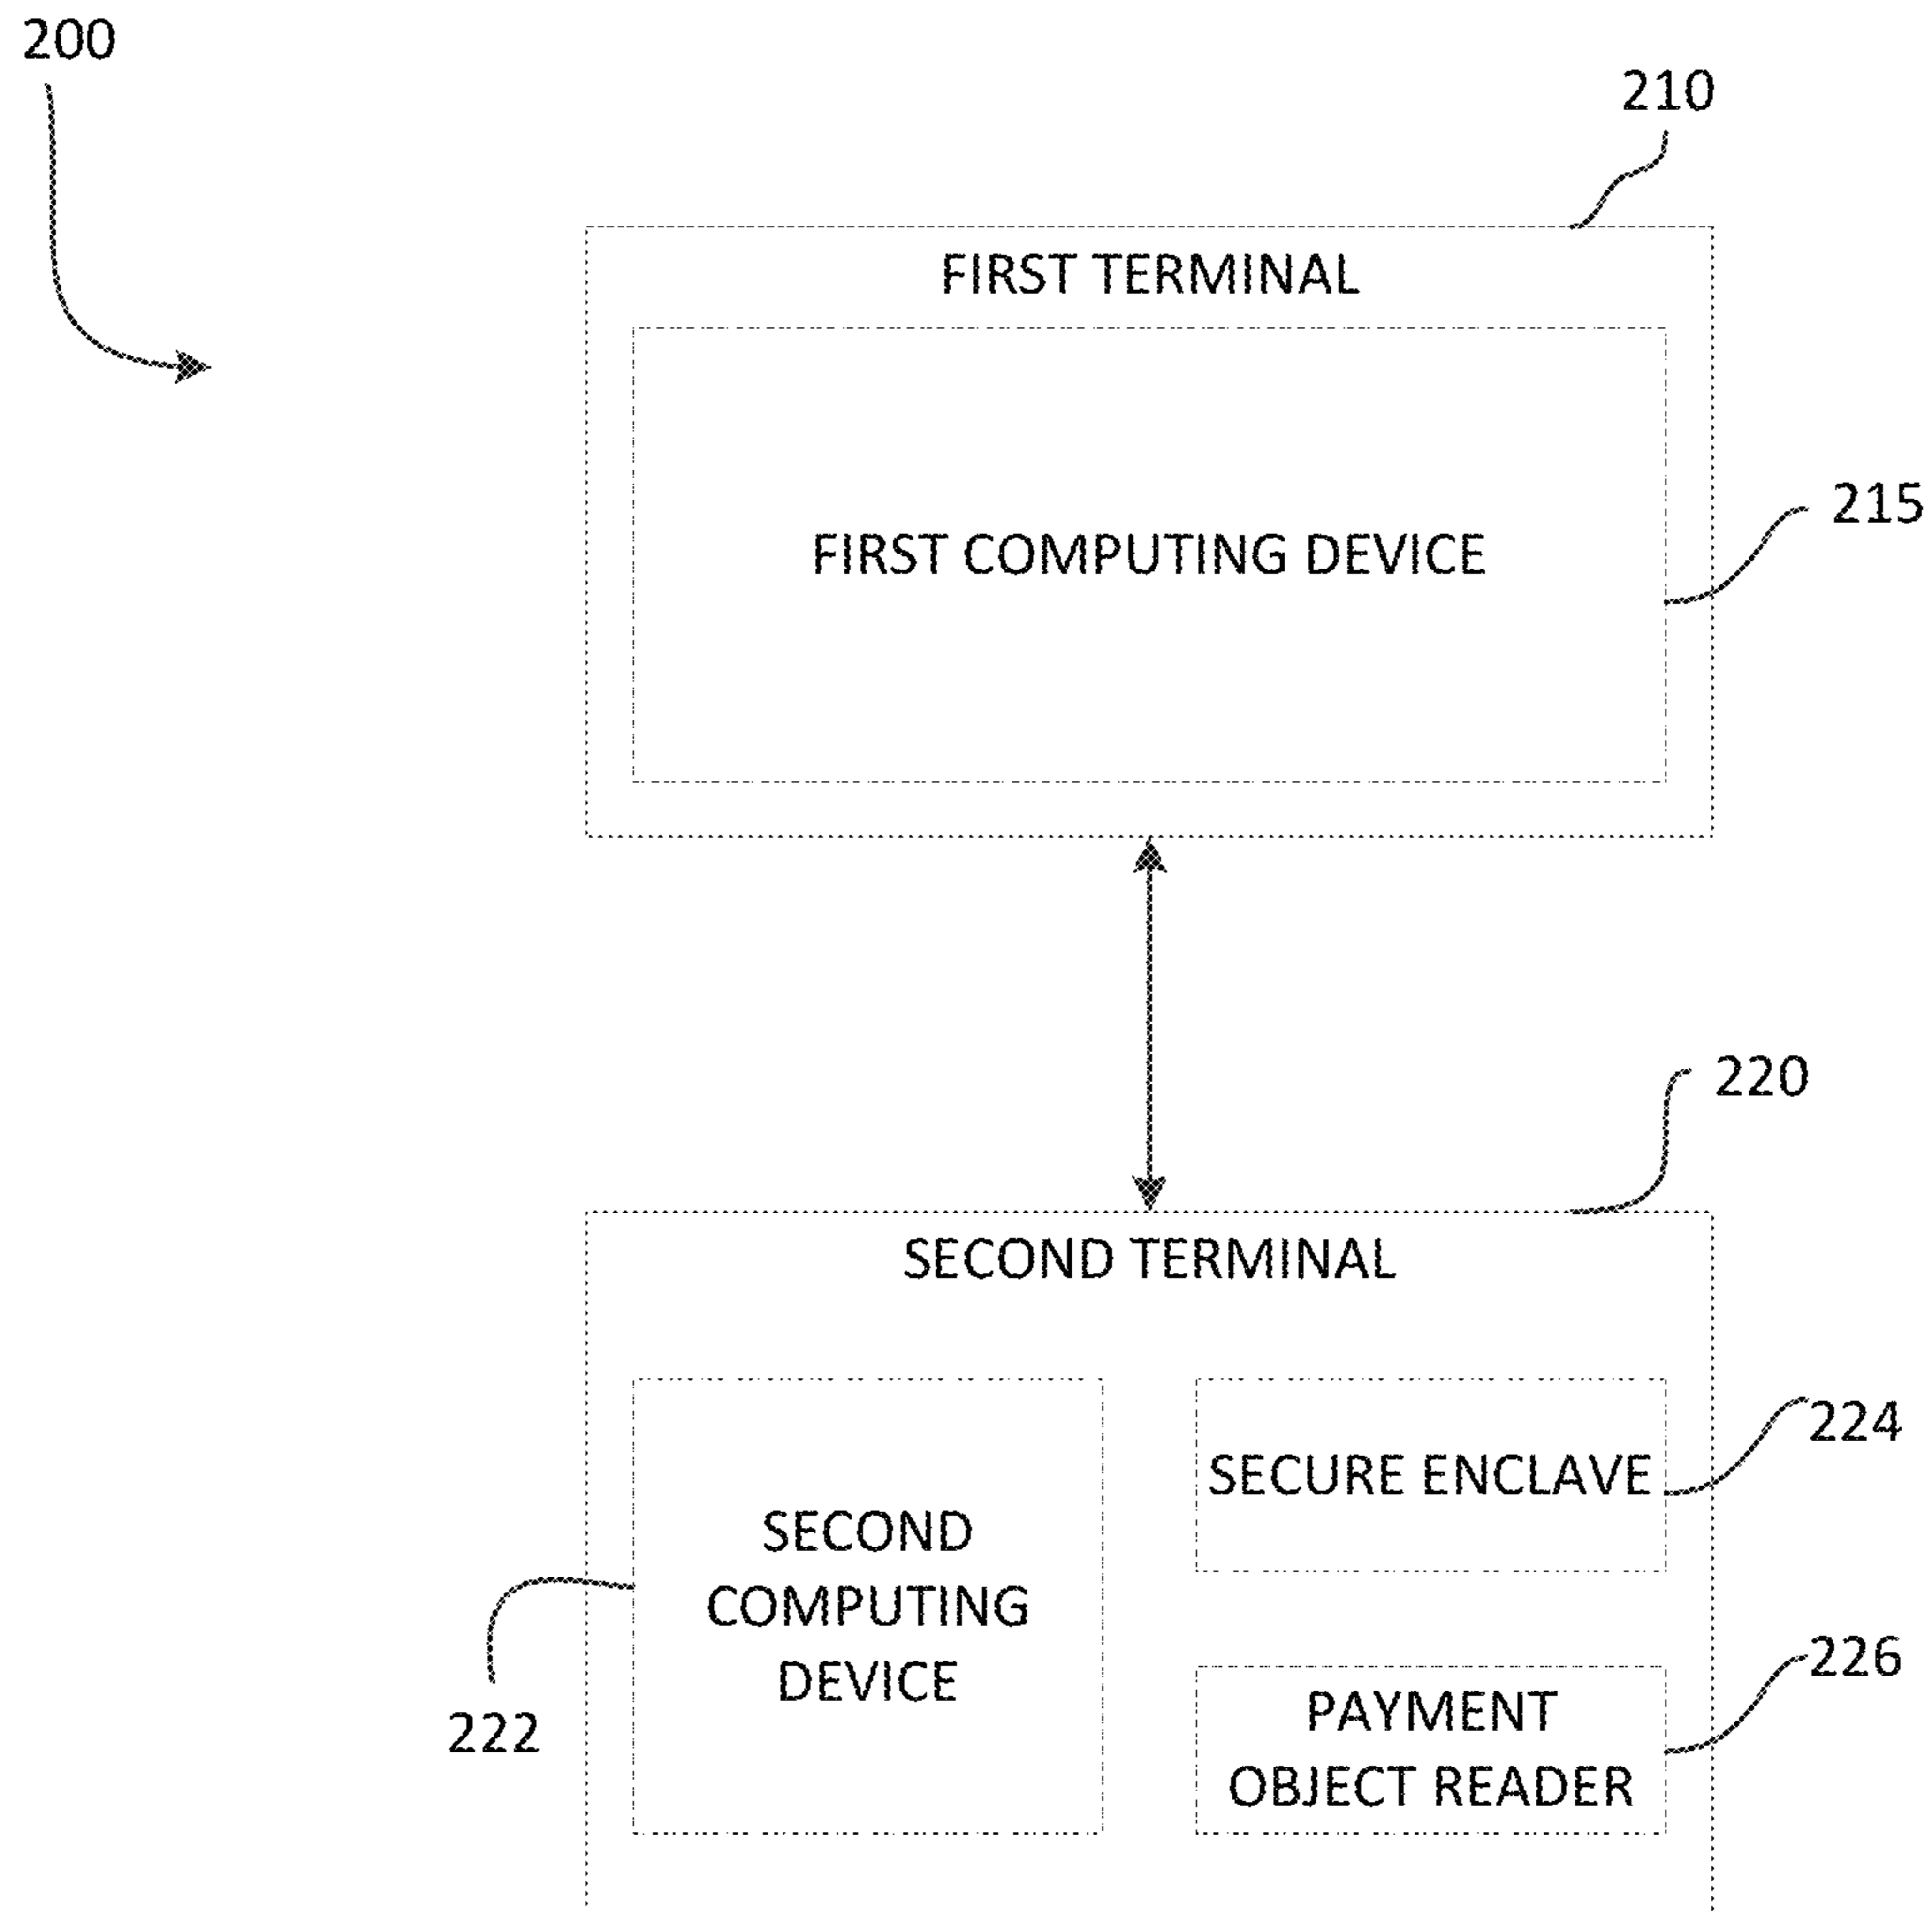 200
210
FIRST TERMINAL
215
FIRST COMPUTING DEVICE
220
SECOND TERMINAL
224
SECURE ENCLAVE
SECOND
COMPUTING
DEVICE
222
226
PAYMENT
OBJECT READER